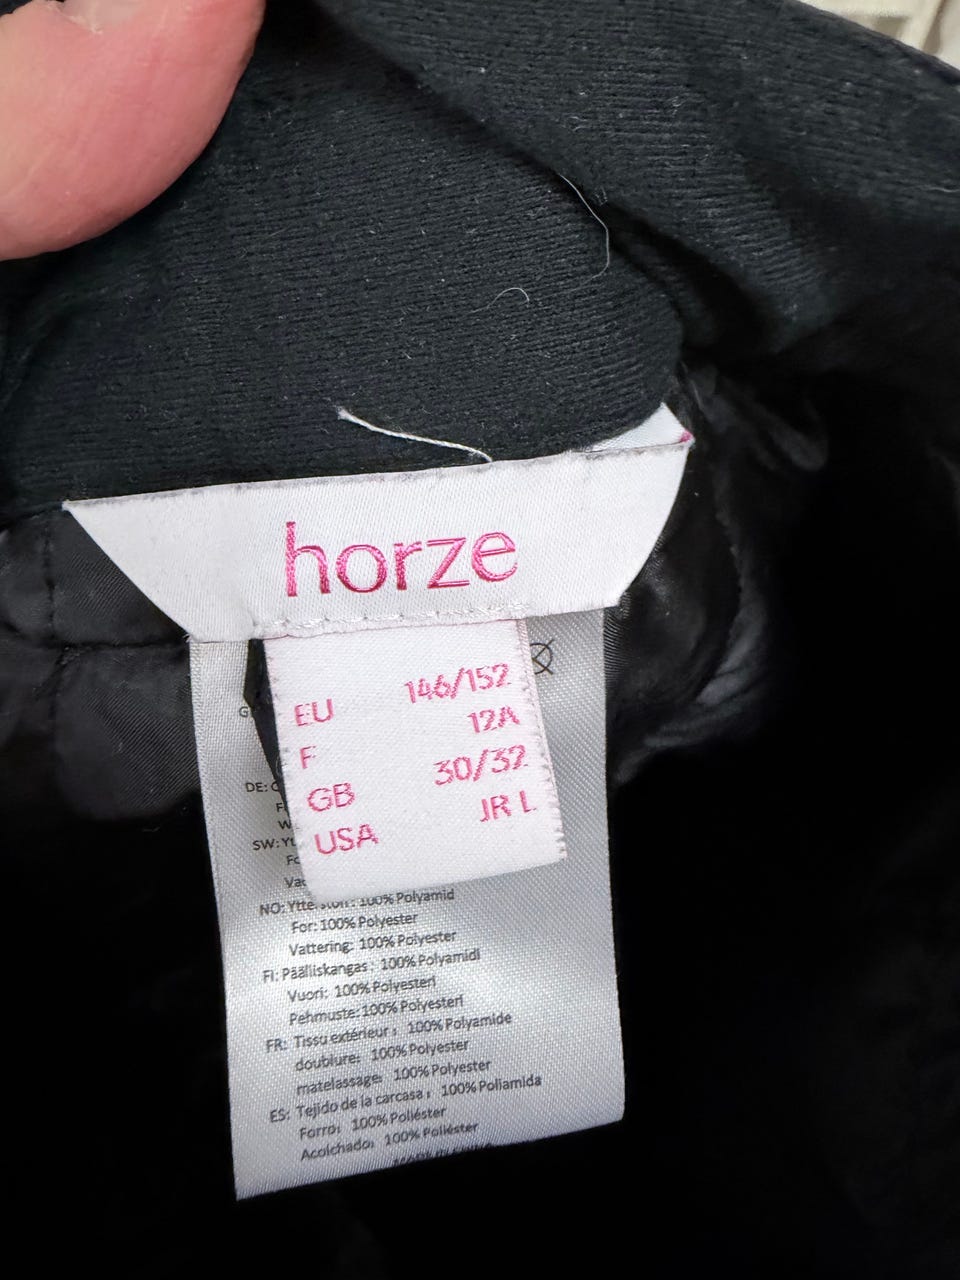 horze
EU 146/152
F 12A
GB 30/32
USA JR L
DE:
SW:
NO: 100% Polyamid
For: 100% Polyester
Vattering: 100% Polyester
FI: Päälliskangas: 100% Polyamidi
Vuori: 100% Polyesteri
Pehmuste: 100% Polyesteri
FR: Tissu extérieur: 100% Polyamide
doublure: 100% Polyester
matelassage: 100% Polyester
ES: Tejido de la carcasa: 100% Poliamida
Forro: 100% Poliéster
Acolchado: 100% Poliéster